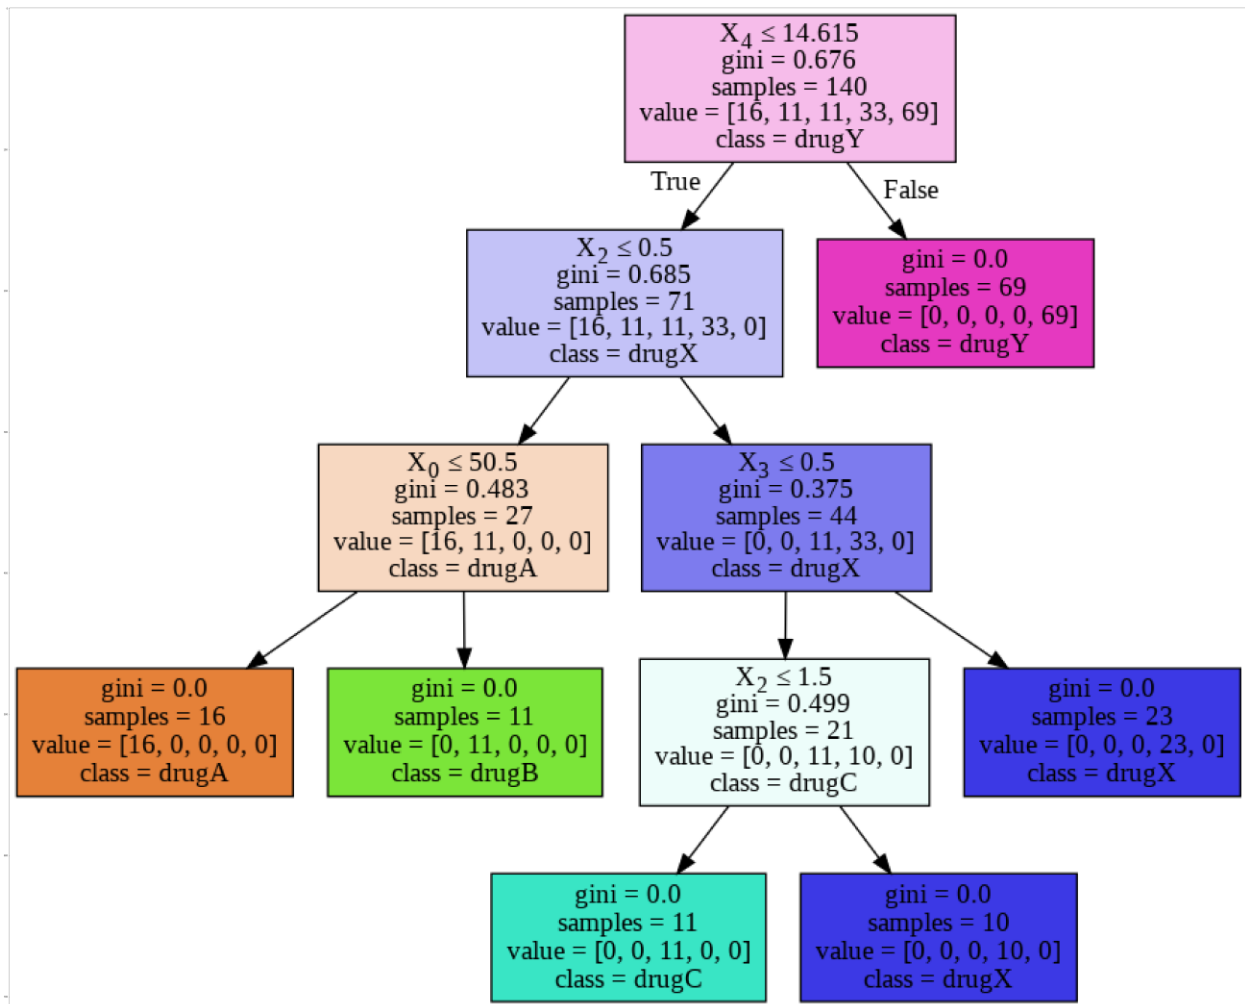 X4 ≤ 14.615
gini = 0.676
samples = 140
value = [16, 11, 11, 33, 69]
class = drugY
True
False
X2 ≤ 0.5
gini = 0.685
samples = 71
value = [16, 11, 11, 33, 0]
class = drugX
gini = 0.0
samples = 69
value = [0, 0, 0, 0, 69]
class = drugY
X0 ≤ 50.5
gini = 0.483
samples = 27
value = [16, 11, 0, 0, 0]
class = drugA
X3 ≤ 0.5
gini = 0.375
samples = 44
value = [0, 0, 11, 33, 0]
class = drugX
gini = 0.0
samples = 16
value = [16, 0, 0, 0, 0]
class = drugA
gini = 0.0
samples = 11
value = [0, 11, 0, 0, 0]
class = drugB
X2 ≤ 1.5
gini = 0.499
samples = 21
value = [0, 0, 11, 10, 0]
class = drugC
gini = 0.0
samples = 23
value = [0, 0, 0, 23, 0]
class = drugX
gini = 0.0
samples = 11
value = [0, 0, 11, 0, 0]
class = drugC
gini = 0.0
samples = 10
value = [0, 0, 0, 10, 0]
class = drugX